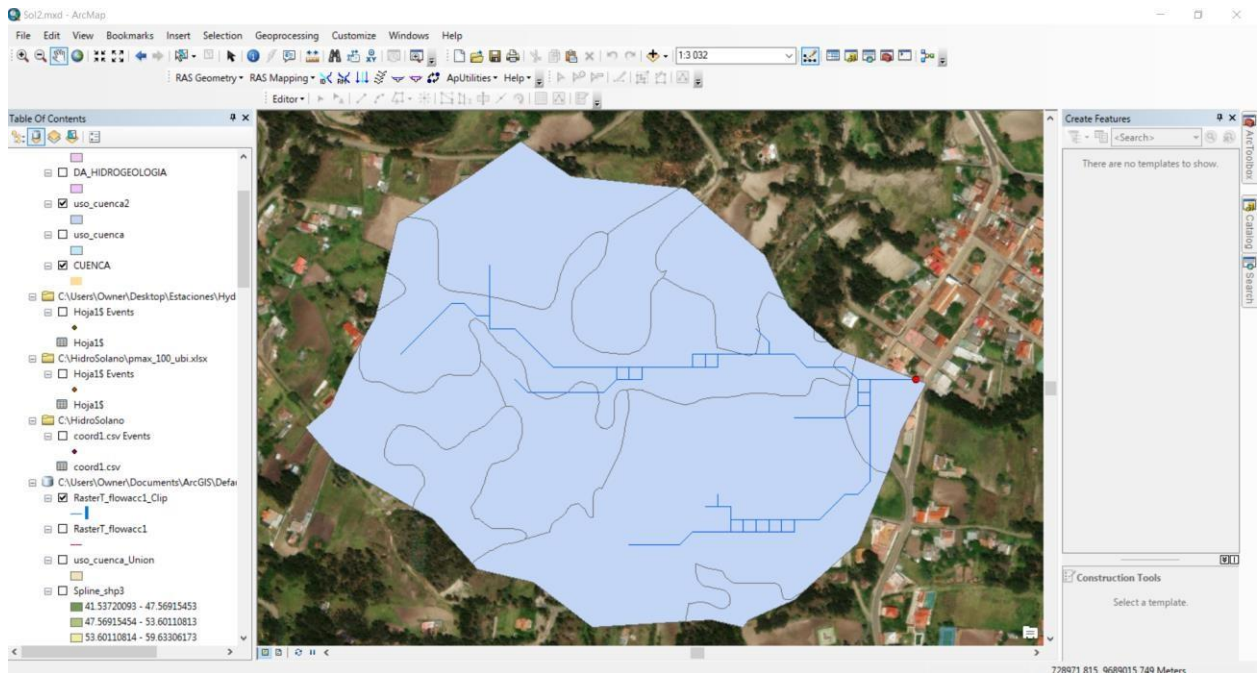 Sol2.mxd - ArcMap
File Edit View Bookmarks Insert Selection Geoprocessing Customize Windows Help
1:3 032
RAS Geometry RAS Mapping ApUtilities Help
Editor
Table Of Contents
DA_HIDROGEOLOGIA
uso_cuenca2
uso_cuenca
CUENCA
C:\Users\Owner\Desktop\Estaciones\Hyd
Hoja1$ Events
Hoja1$
C:\HidroSolano\pmax_100_ubi.xlsx
Hoja1$ Events
Hoja1$
C:\HidroSolano
coord1.csv Events
coord1.csv
C:\Users\Owner\Documents\ArcGIS\Defau
RasterT_flowacc1_Clip
RasterT_flowacc1
uso_cuenca_Union
Spline_shp3
41.53720093 - 47.56915453
47.56915454 - 53.60110813
53.60110814 - 59.63306173
Create Features
<Search>
There are no templates to show.
Construction Tools
Select a template.
ArcToolbox
Catalog
Search
728971,815 9689015,749 Meters